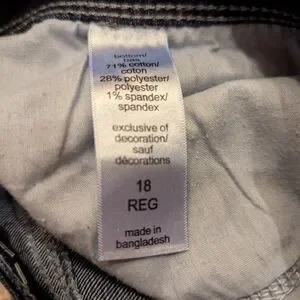 bottom/
bas
71% cotton/
coton
28% polyester/
polyester
1% spandex/
spandex
exclusive of
decoration/
sauf
décorations
18
REG
made in
bangladesh